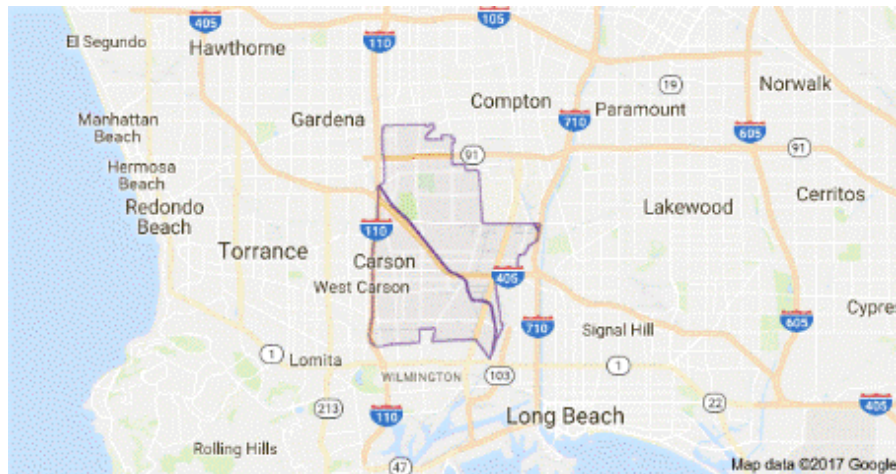 405
105
El Segundo
Hawthorne
110
Norwalk
19
Compton
Paramount
Manhattan
Beach
Gardena
710
605
91
91
Hermosa
Beach
Cerritos
Redondo
Beach
Lakewood
110
Torrance
Carson
West Carson
405
Cypres
605
710
Signal Hill
1
Lomita
1
WILMINGTON
103
213
22
405
110
Long Beach
Rolling Hills
47
Map data ©2017 Google